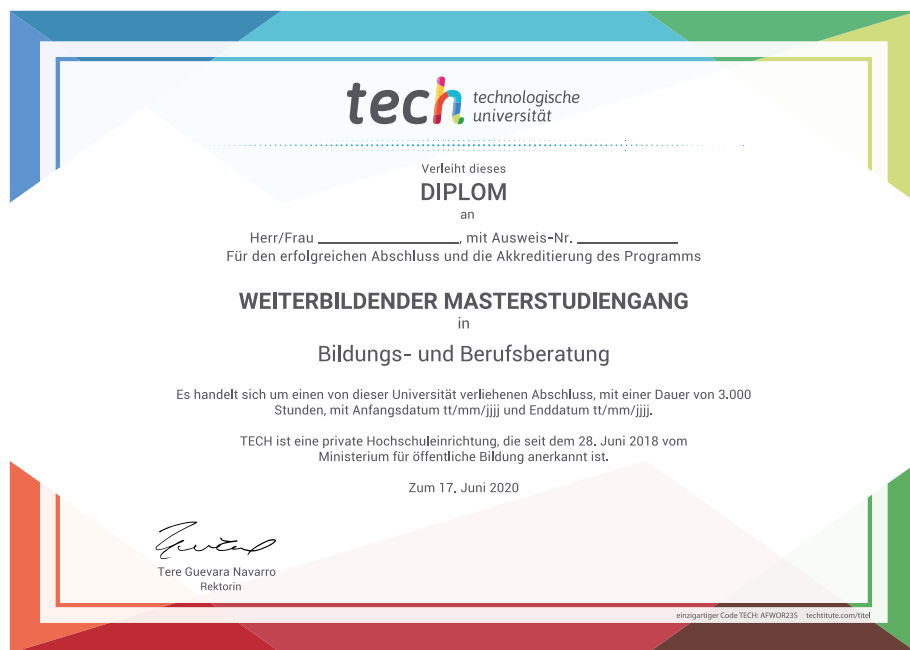 tech technologische
universität
Verleiht dieses
DIPLOM
an
Herr/Frau ____________, mit Ausweis-Nr. ____________
Für den erfolgreichen Abschluss und die Akkreditierung des Programms
WEITERBILDENDER MASTERSTUDIENGANG
in
Bildungs- und Berufsberatung
Es handelt sich um einen von dieser Universität verliehenen Abschluss, mit einer Dauer von 3.000
Stunden, mit Anfangsdatum tt/mm/jjjj und Enddatum tt/mm/jjjj.
TECH ist eine private Hochschuleinrichtung, die seit dem 28. Juni 2018 vom
Ministerium für öffentliche Bildung anerkannt ist.
Zum 17. Juni 2020
Tere Guevara Navarro
Rektorin
einzigartiger Code TECH: AFWOR23S techtitute.com/titel